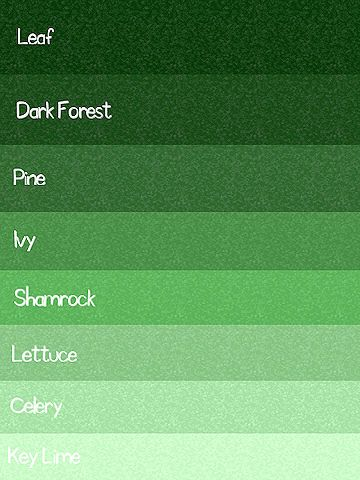 Leaf
Dark Forest
Pine
Ivy
Shamrock
Lettuce
Celery
Key Lime